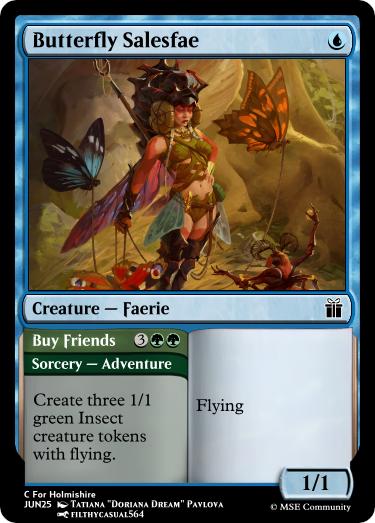 Butterfly Salesfae
Creature — Faerie
Buy Friends 3
Sorcery — Adventure
Create three 1/1
green Insect
creature tokens
with flying.
Flying
1/1
C For Holmishire
JUN25 Tatiana "Doriana Dream" Pavlova
filthycasual564
© MSE Community